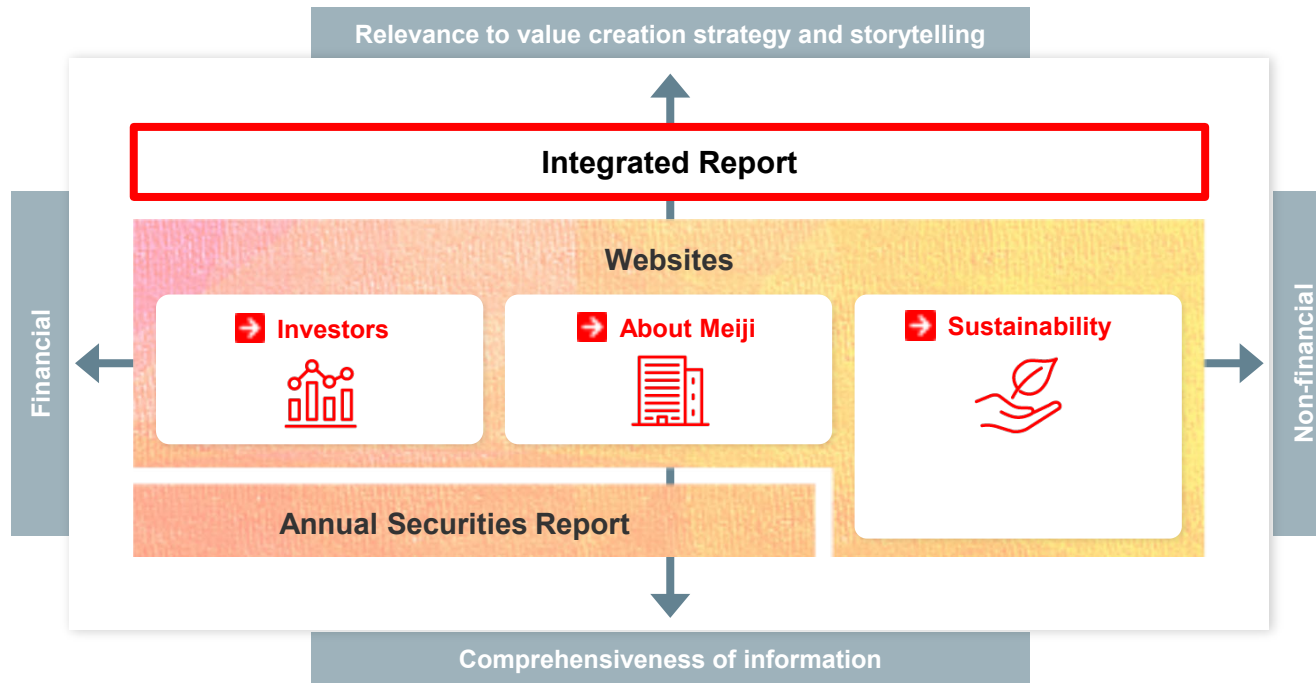 Relevance to value creation strategy and storytelling
Integrated Report
Websites
Investors
About Meiji
Sustainability
Financial
Non-financial
Annual Securities Report
Comprehensiveness of information